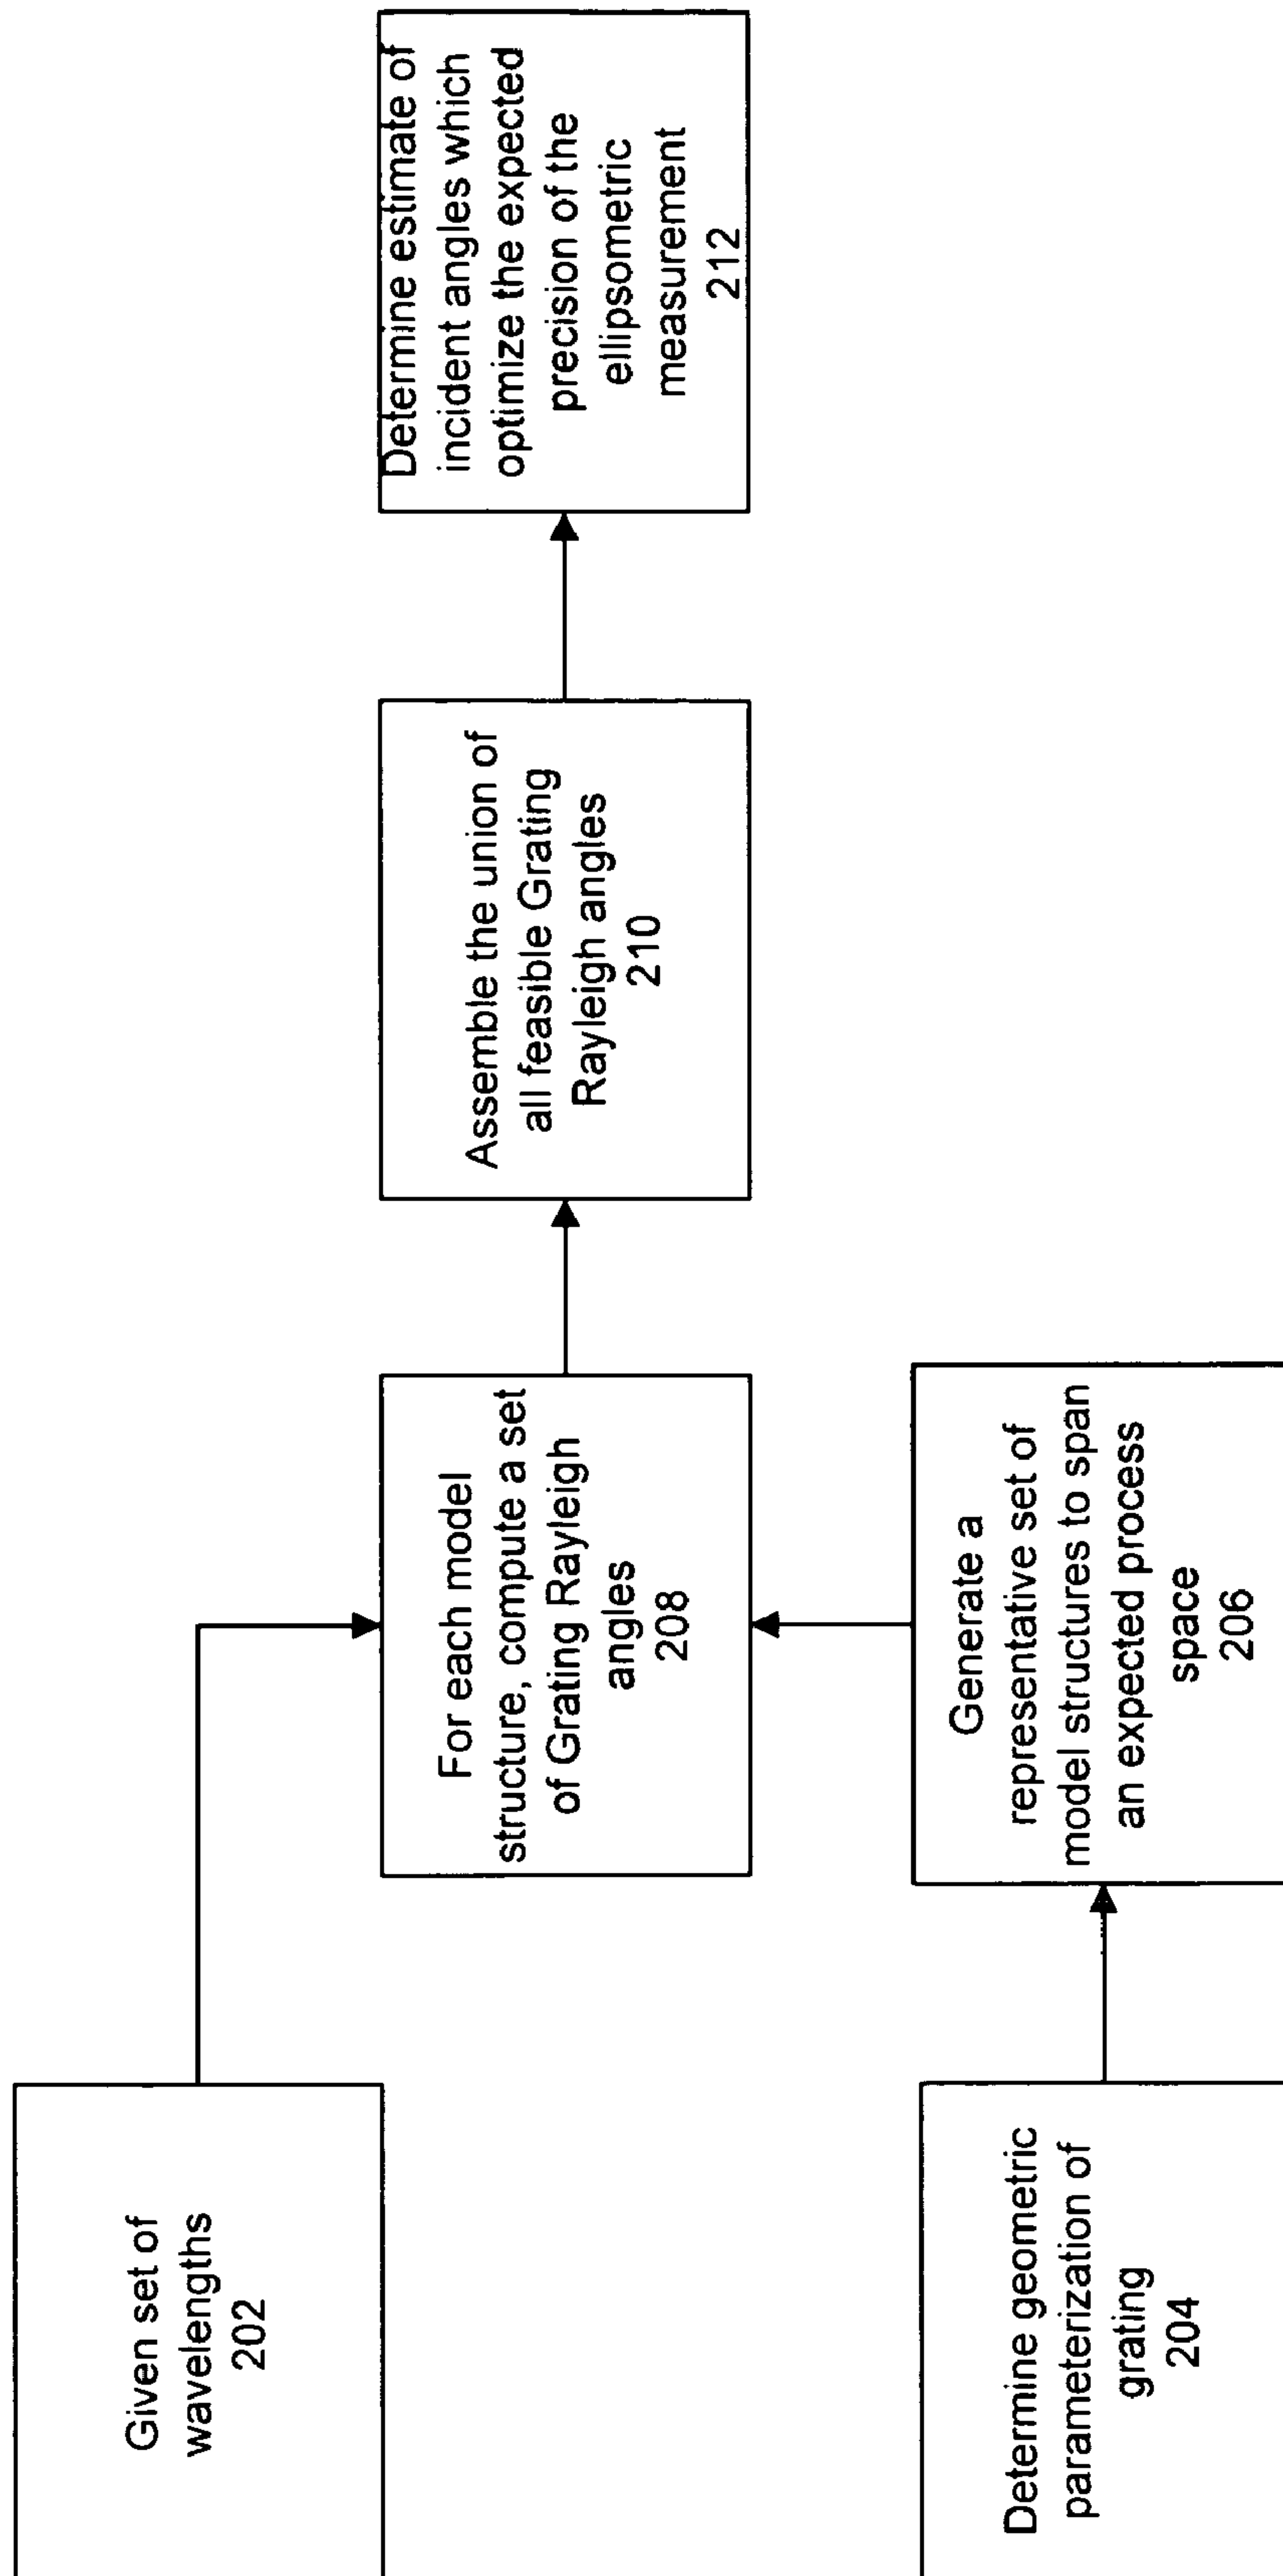 Given set of
wavelengths
202
Determine geometric
parameterization of
grating
204
Generate a
representative set of
model structures to span
an expected process
space
206
For each model
structure, compute a set
of Grating Rayleigh
angles
208
Assemble the union of
all feasible Grating
Rayleigh angles
210
Determine estimate of
incident angles which
optimize the expected
precision of the
ellipsometric
measurement
212